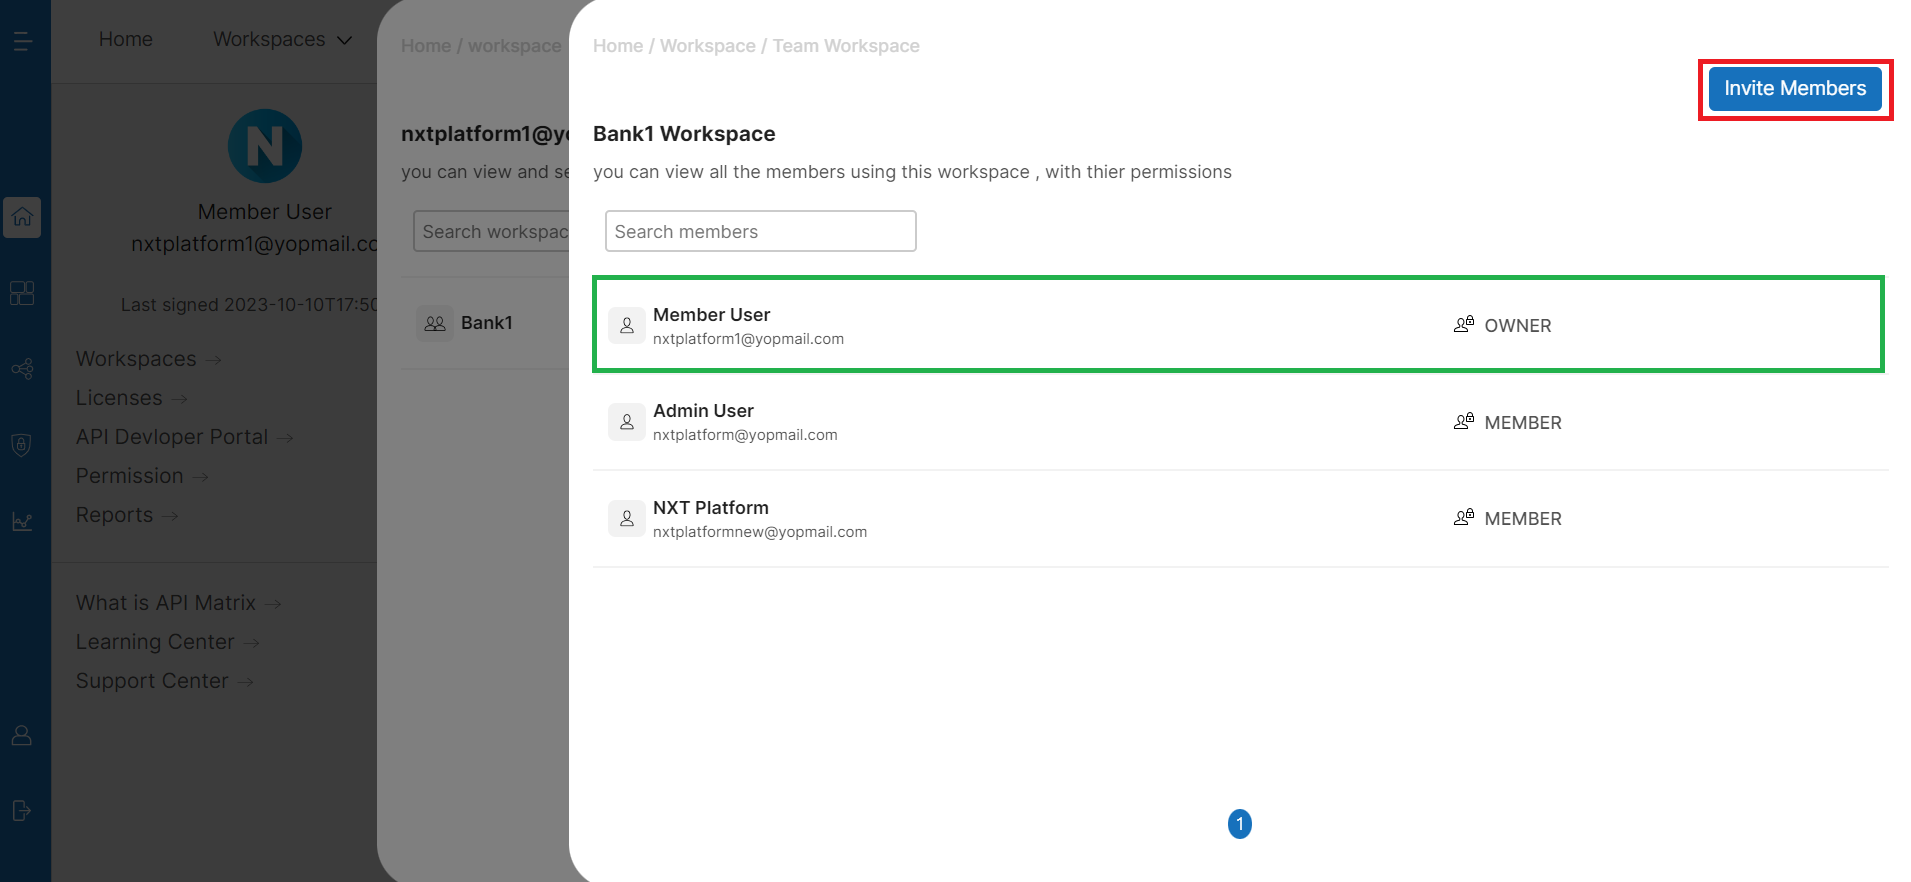 Home
Workspaces
N
Member User
nxtplatform1@yopmail.co
Last signed 2023-10-10T17:50
Workspaces →
Licenses →
API Devloper Portal →
Permission →
Reports →
What is API Matrix →
Learning Center →
Support Center →
Home / workspace
nxtplatform1@yo
you can view and se
Search workspac
Bank1
Home / Workspace / Team Workspace
Invite Members
Bank1 Workspace
you can view all the members using this workspace , with thier permissions
Search members
Member User
nxtplatform1@yopmail.com
OWNER
Admin User
nxtplatform@yopmail.com
MEMBER
NXT Platform
nxtplatformnew@yopmail.com
MEMBER
1